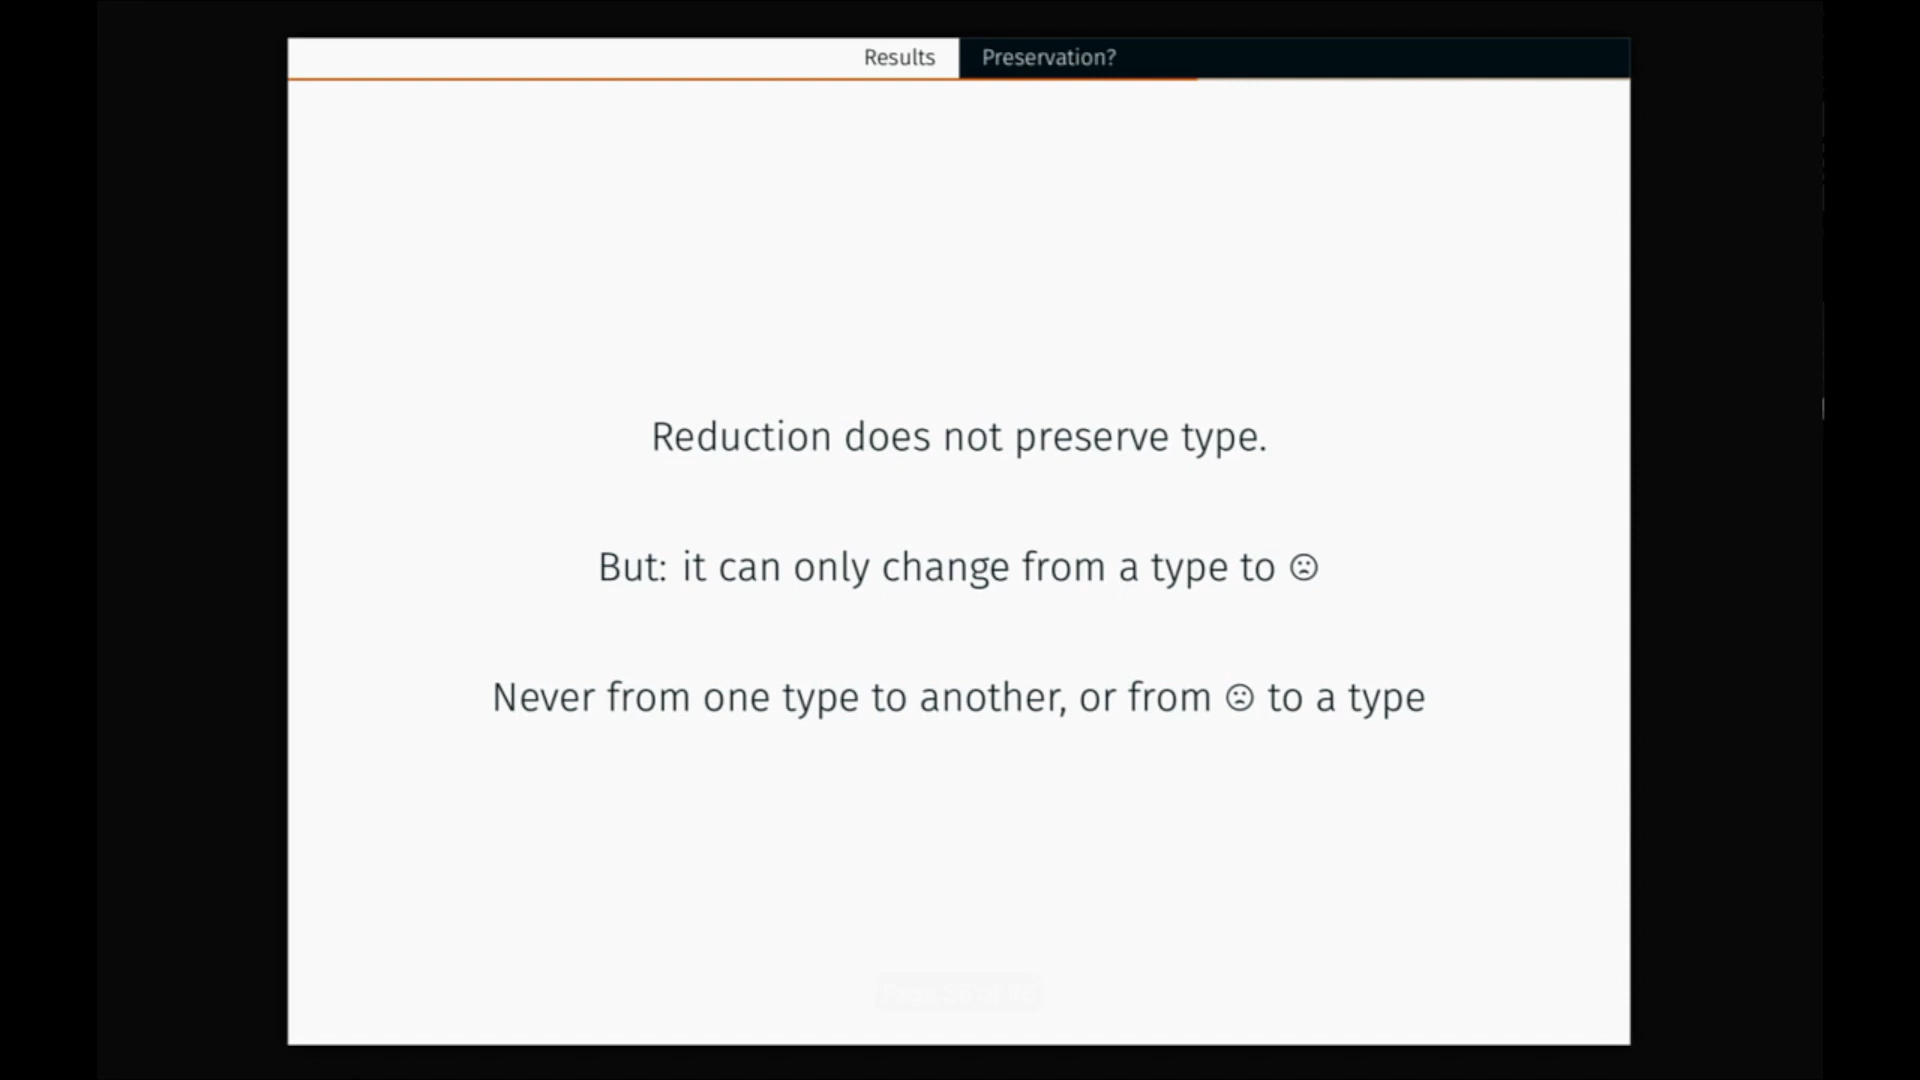 Results
Preservation?
Reduction does not preserve type.
But: it can only change from a type to ☹
Never from one type to another, or from ☹ to a type